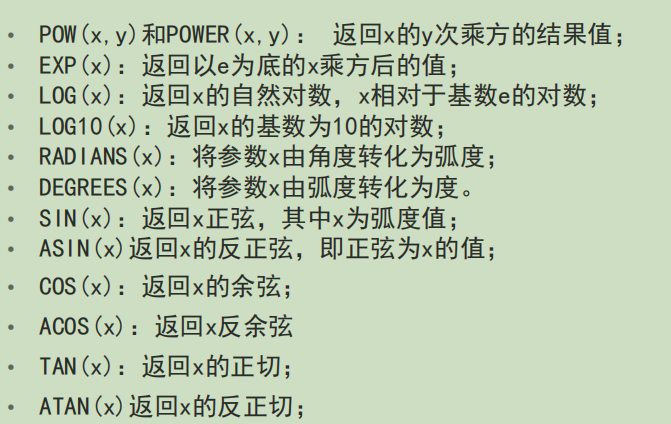 • POW(x,y)和POWER(x,y): 返回x的y次乘方的结果值;
• EXP(x):返回以e为底的x乘方后的值;
• LOG(x):返回x的自然对数，x相对于基数e的对数;
• LOG10(x):返回x的基数为10的对数;
• RADIANS(x):将参数x由角度转化为弧度;
• DEGREES(x):将参数x由弧度转化为度。
• SIN(x):返回x正弦，其中x为弧度值;
• ASIN(x)返回x的反正弦，即正弦为x的值;
• COS(x):返回x的余弦;
• ACOS(x):返回x反余弦
• TAN(x):返回x的正切;
• ATAN(x)返回x的反正切;